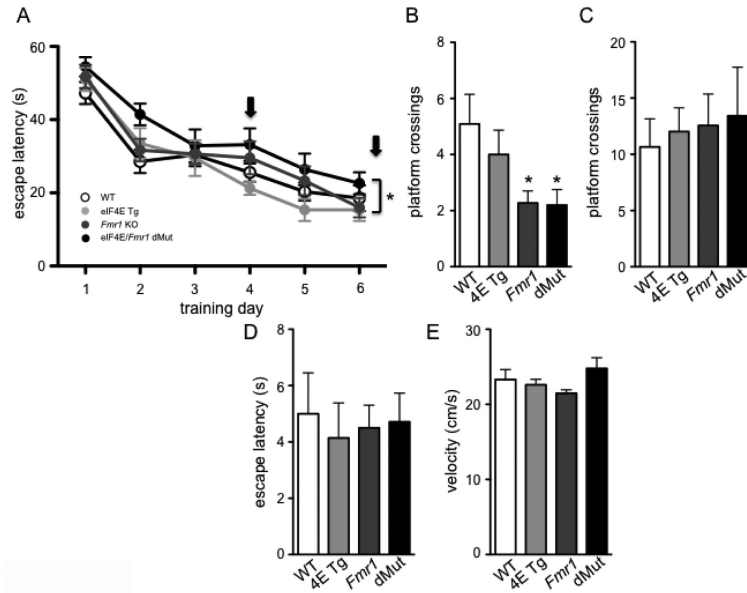 A
escape latency (s)
60
40
20
0
1 2 3 4 5 6
training day
WT
eIF4E Tg
Fmr1 KO
eIF4E/Fmr1 dMut
*
B
platform crossings
8
6
4
2
0
* *
WT
4E Tg
Fmr1
dMut
C
platform crossings
20
15
10
5
0
WT
4E Tg
Fmr1
dMut
D
escape latency (s)
8
6
4
2
0
WT
4E Tg
Fmr1
dMut
E
velocity (cm/s)
30
20
10
0
WT
4E Tg
Fmr1
dMut